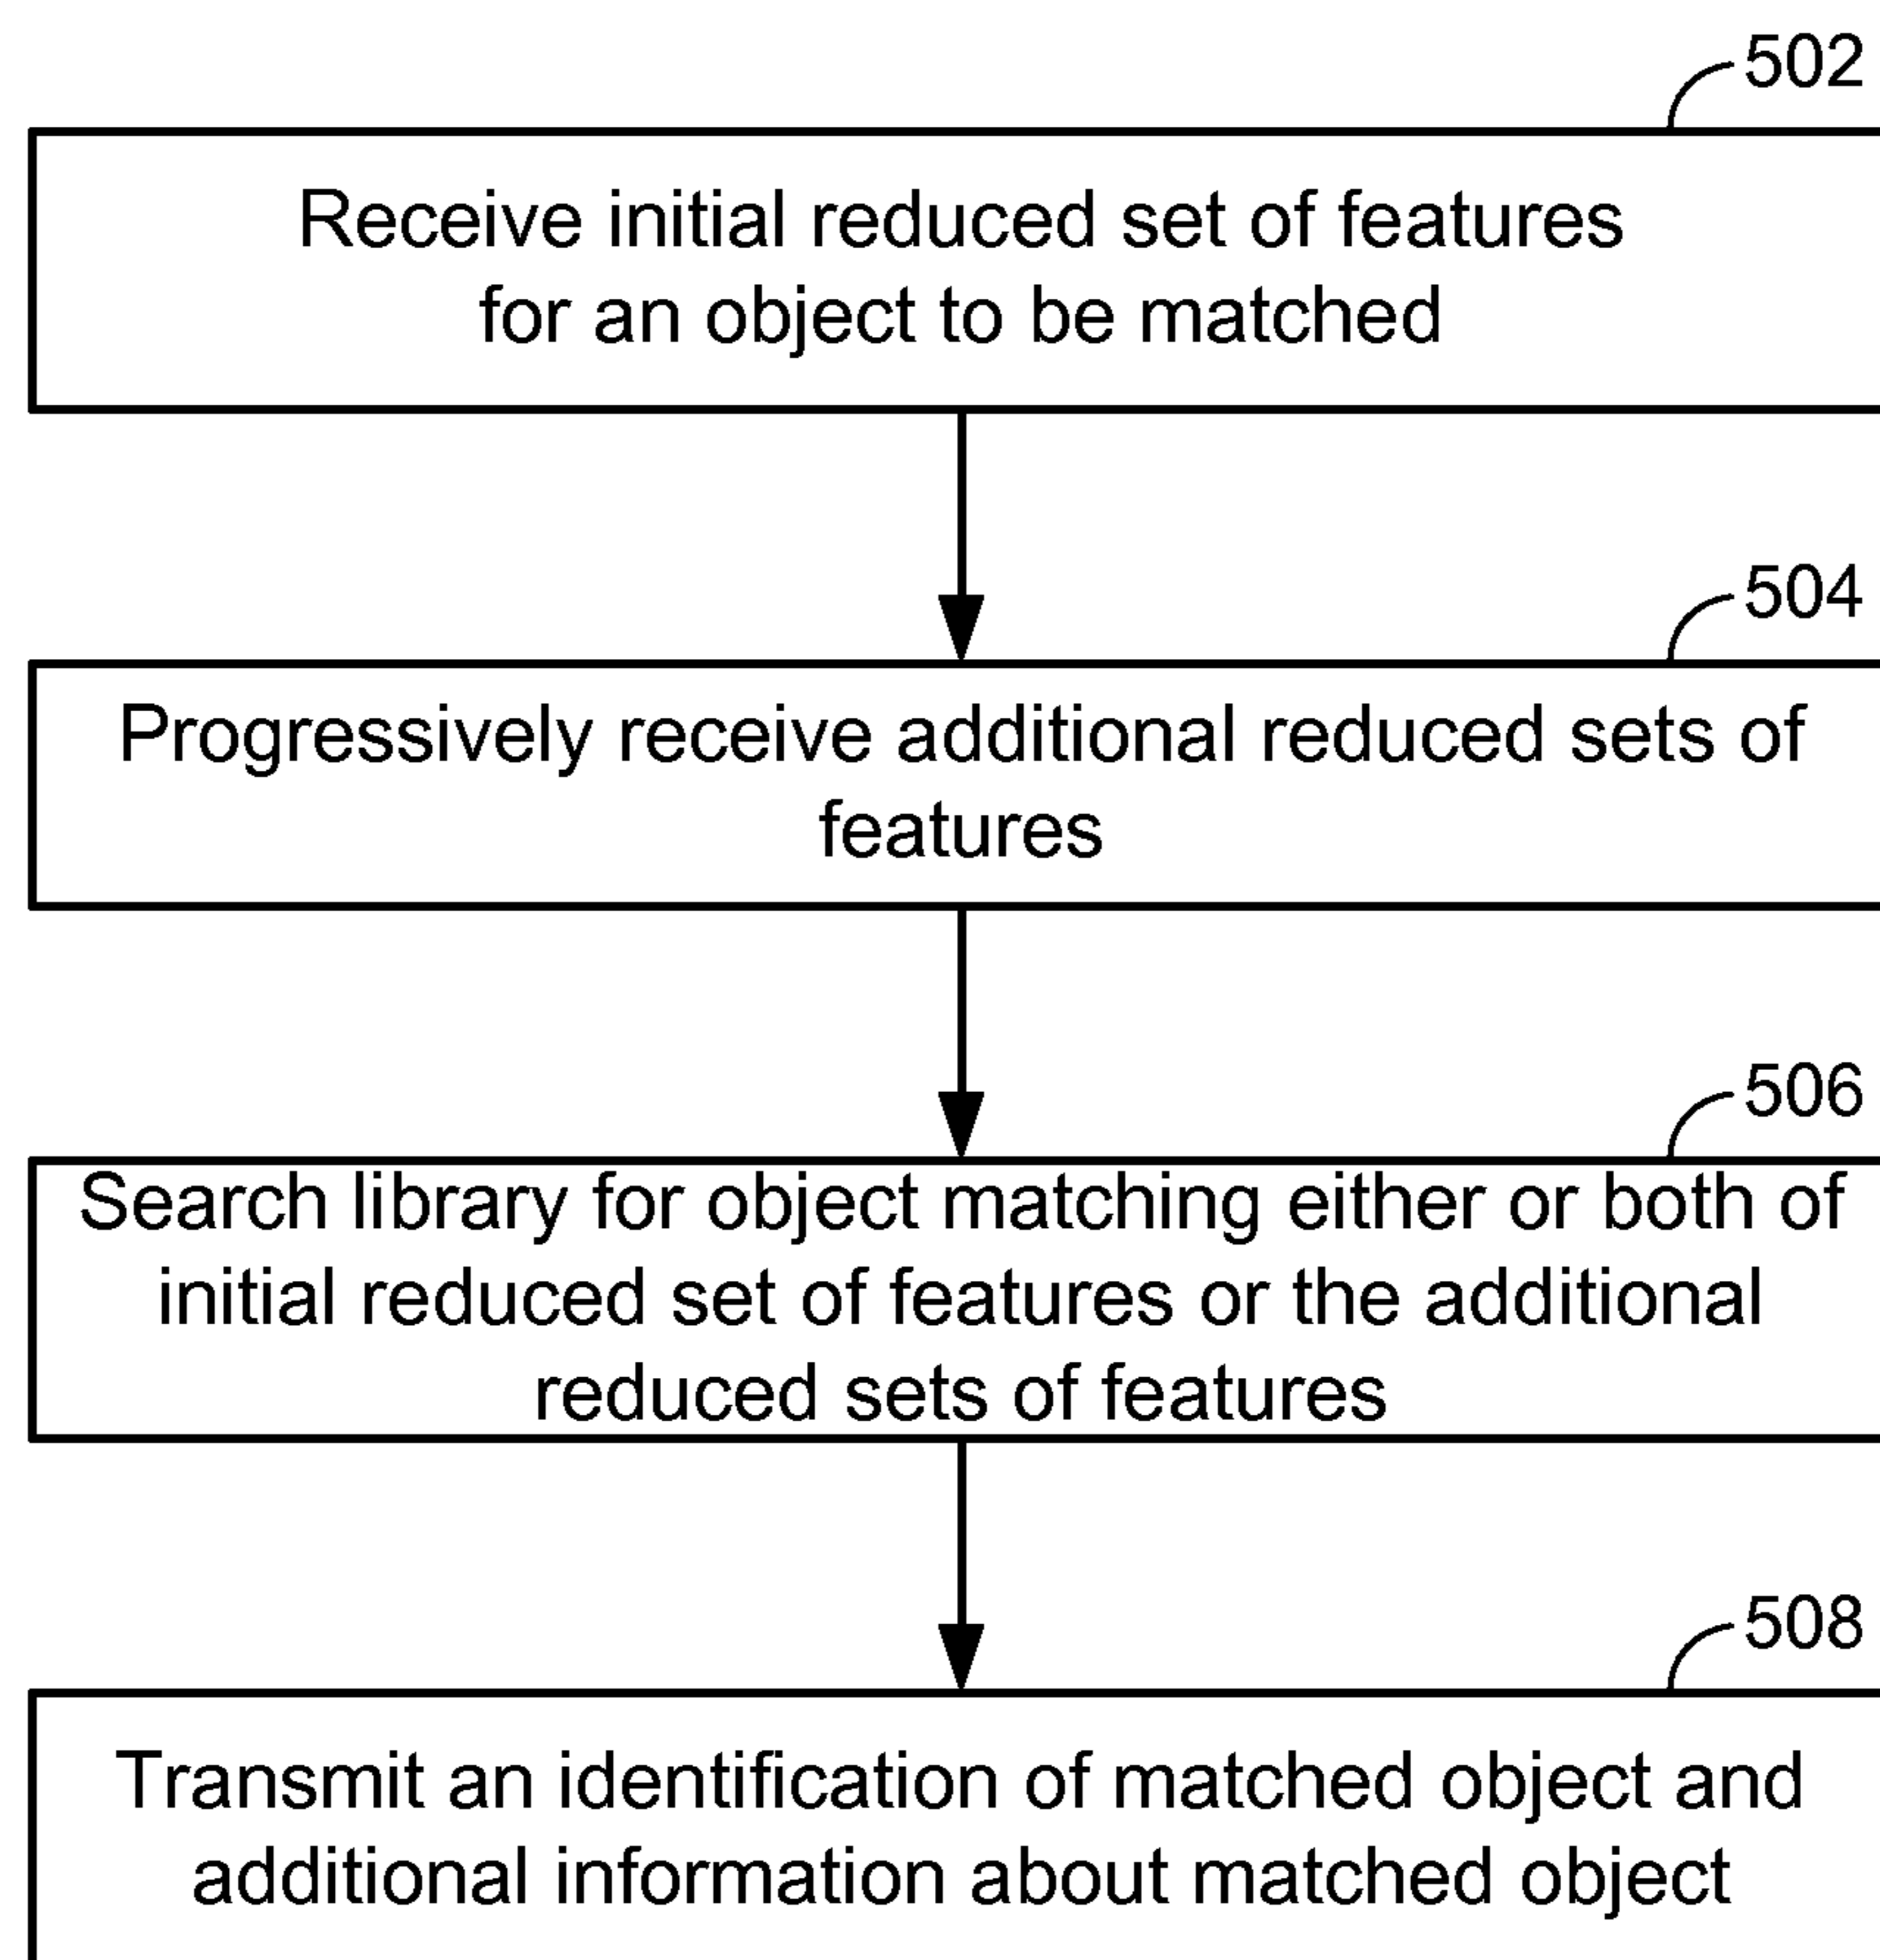 502
Receive initial reduced set of features
for an object to be matched
504
Progressively receive additional reduced sets of
features
506
Search library for object matching either or both of
initial reduced set of features or the additional
reduced sets of features
508
Transmit an identification of matched object and
additional information about matched object